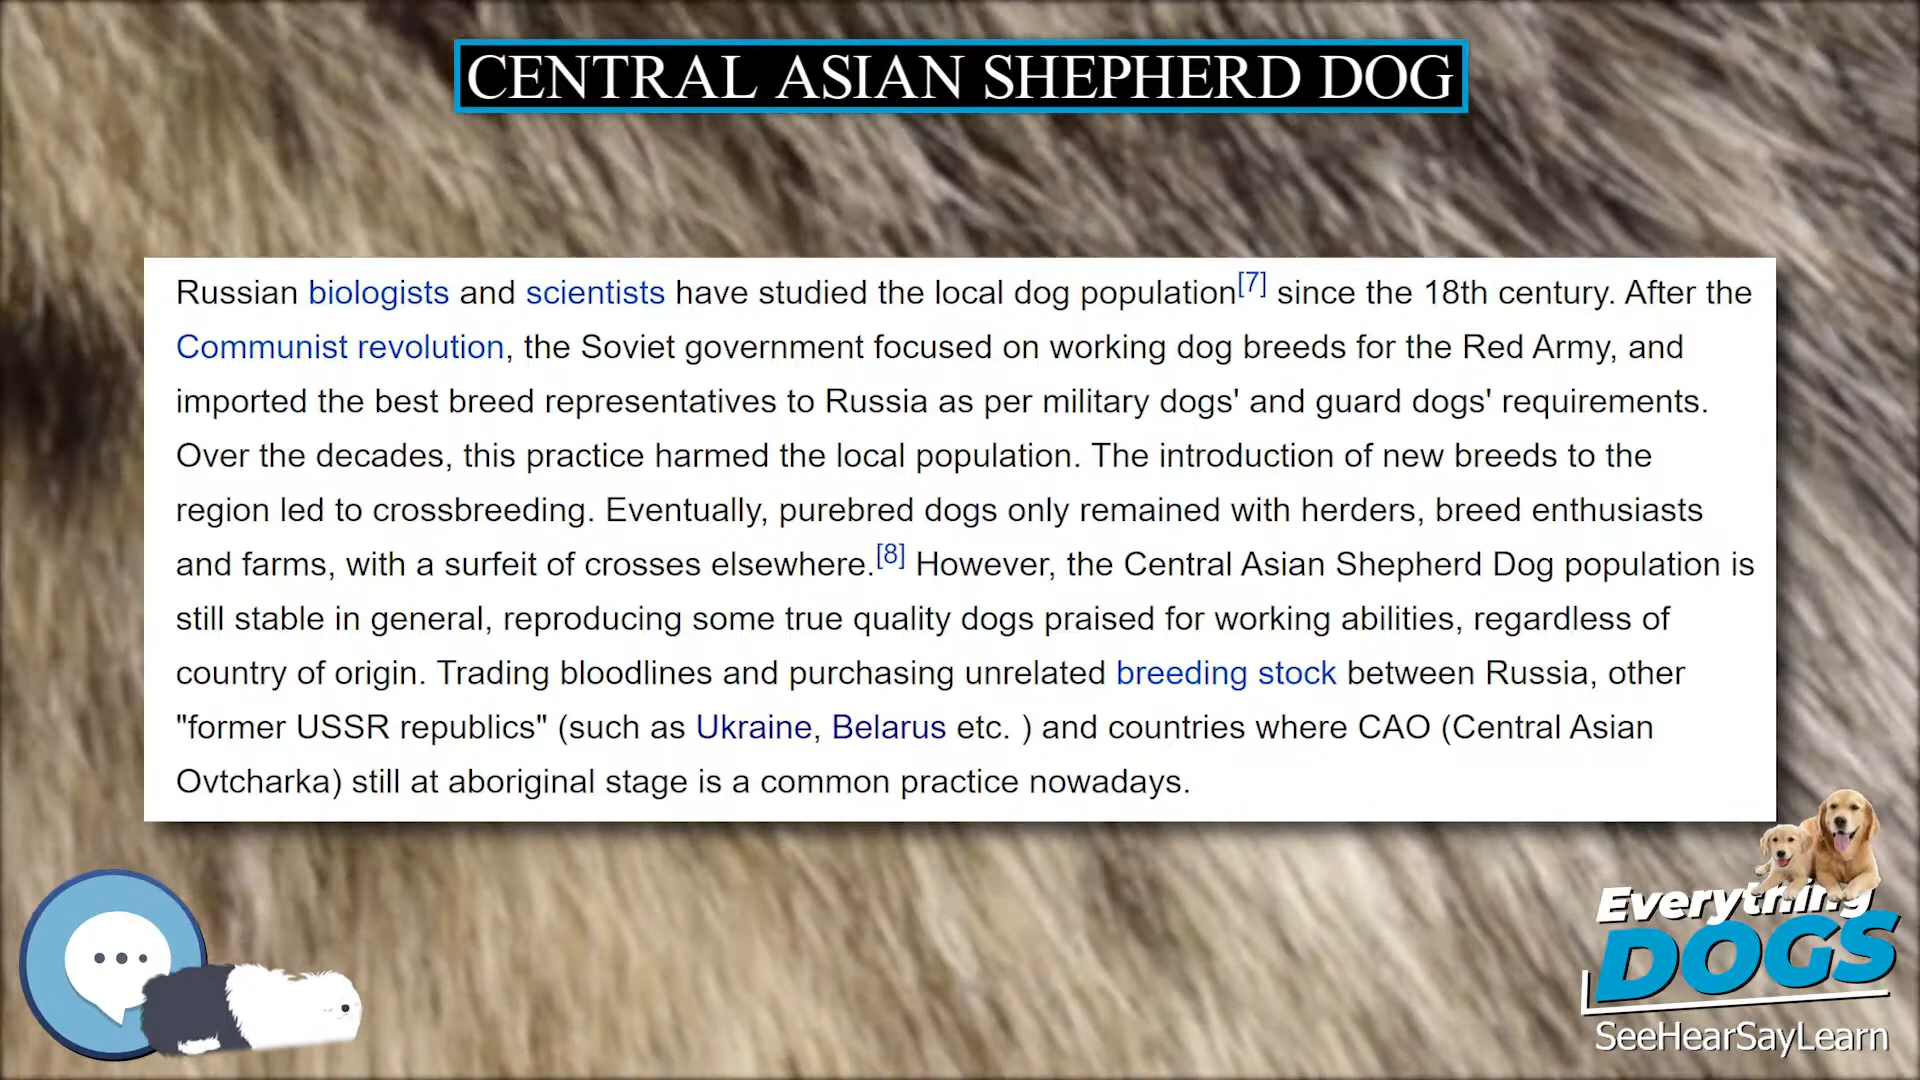 CENTRAL ASIAN SHEPHERD DOG
Russian biologists and scientists have studied the local dog population[7] since the 18th century. After the
Communist revolution, the Soviet government focused on working dog breeds for the Red Army, and
imported the best breed representatives to Russia as per military dogs' and guard dogs' requirements.
Over the decades, this practice harmed the local population. The introduction of new breeds to the
region led to crossbreeding. Eventually, purebred dogs only remained with herders, breed enthusiasts
and farms, with a surfeit of crosses elsewhere.[8] However, the Central Asian Shepherd Dog population is
still stable in general, reproducing some true quality dogs praised for working abilities, regardless of
country of origin. Trading bloodlines and purchasing unrelated breeding stock between Russia, other
"former USSR republics" (such as Ukraine, Belarus etc. ) and countries where CAO (Central Asian
Ovtcharka) still at aboriginal stage is a common practice nowadays.
Everything
DOGS
SeeHearSayLearn